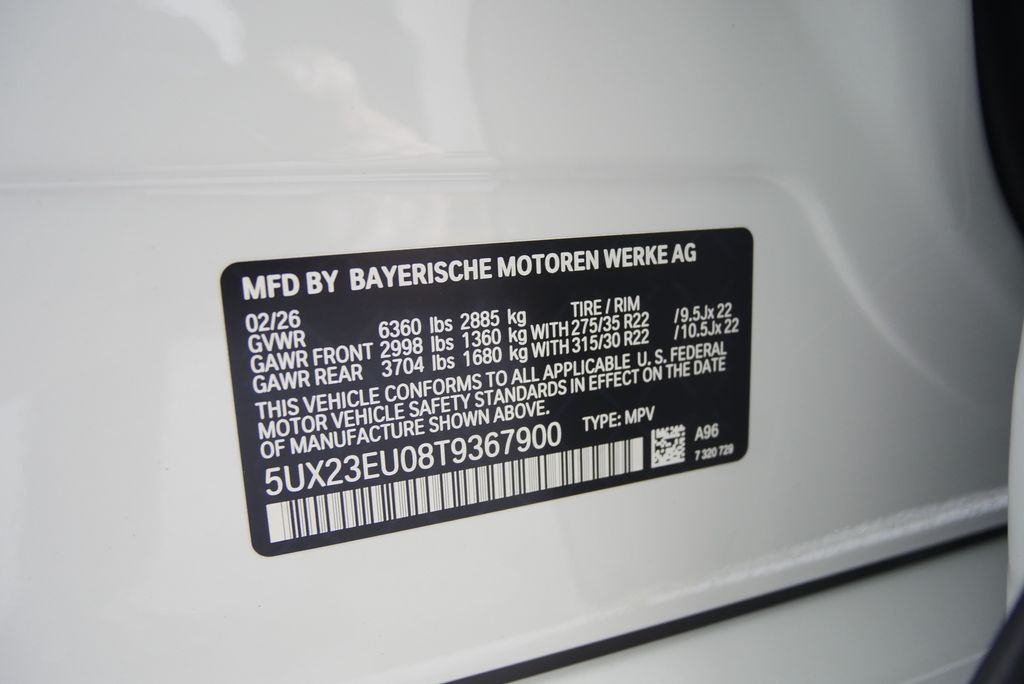 MFD BY BAYERISCHE MOTOREN WERKE AG
02/26 TIRE / RIM
GVWR 6360 lbs 2885 kg
GAWR FRONT 2998 lbs 1360 kg WITH 275/35 R22 /9.5Jx 22
GAWR REAR 3704 lbs 1680 kg WITH 315/30 R22 /10.5Jx 22
THIS VEHICLE CONFORMS TO ALL APPLICABLE U.S. FEDERAL
MOTOR VEHICLE SAFETY STANDARDS IN EFFECT ON THE DATE
OF MANUFACTURE SHOWN ABOVE.
TYPE: MPV
5UX23EU08T9367900
A96
7 320 729